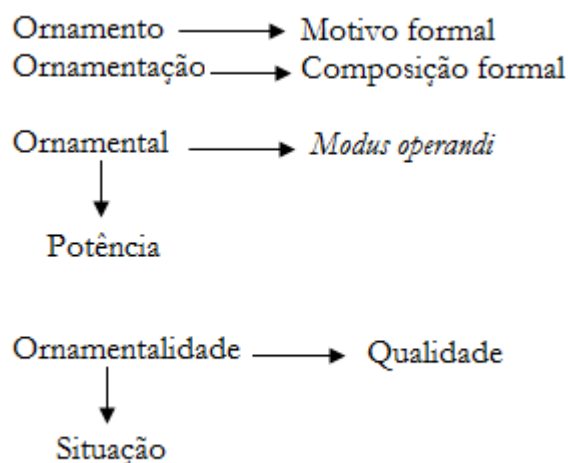 Ornamento Motivo formal
Ornamentação Composição formal
Ornamental Modus operandi
Potência
Ornamentalidade Qualidade
Situação